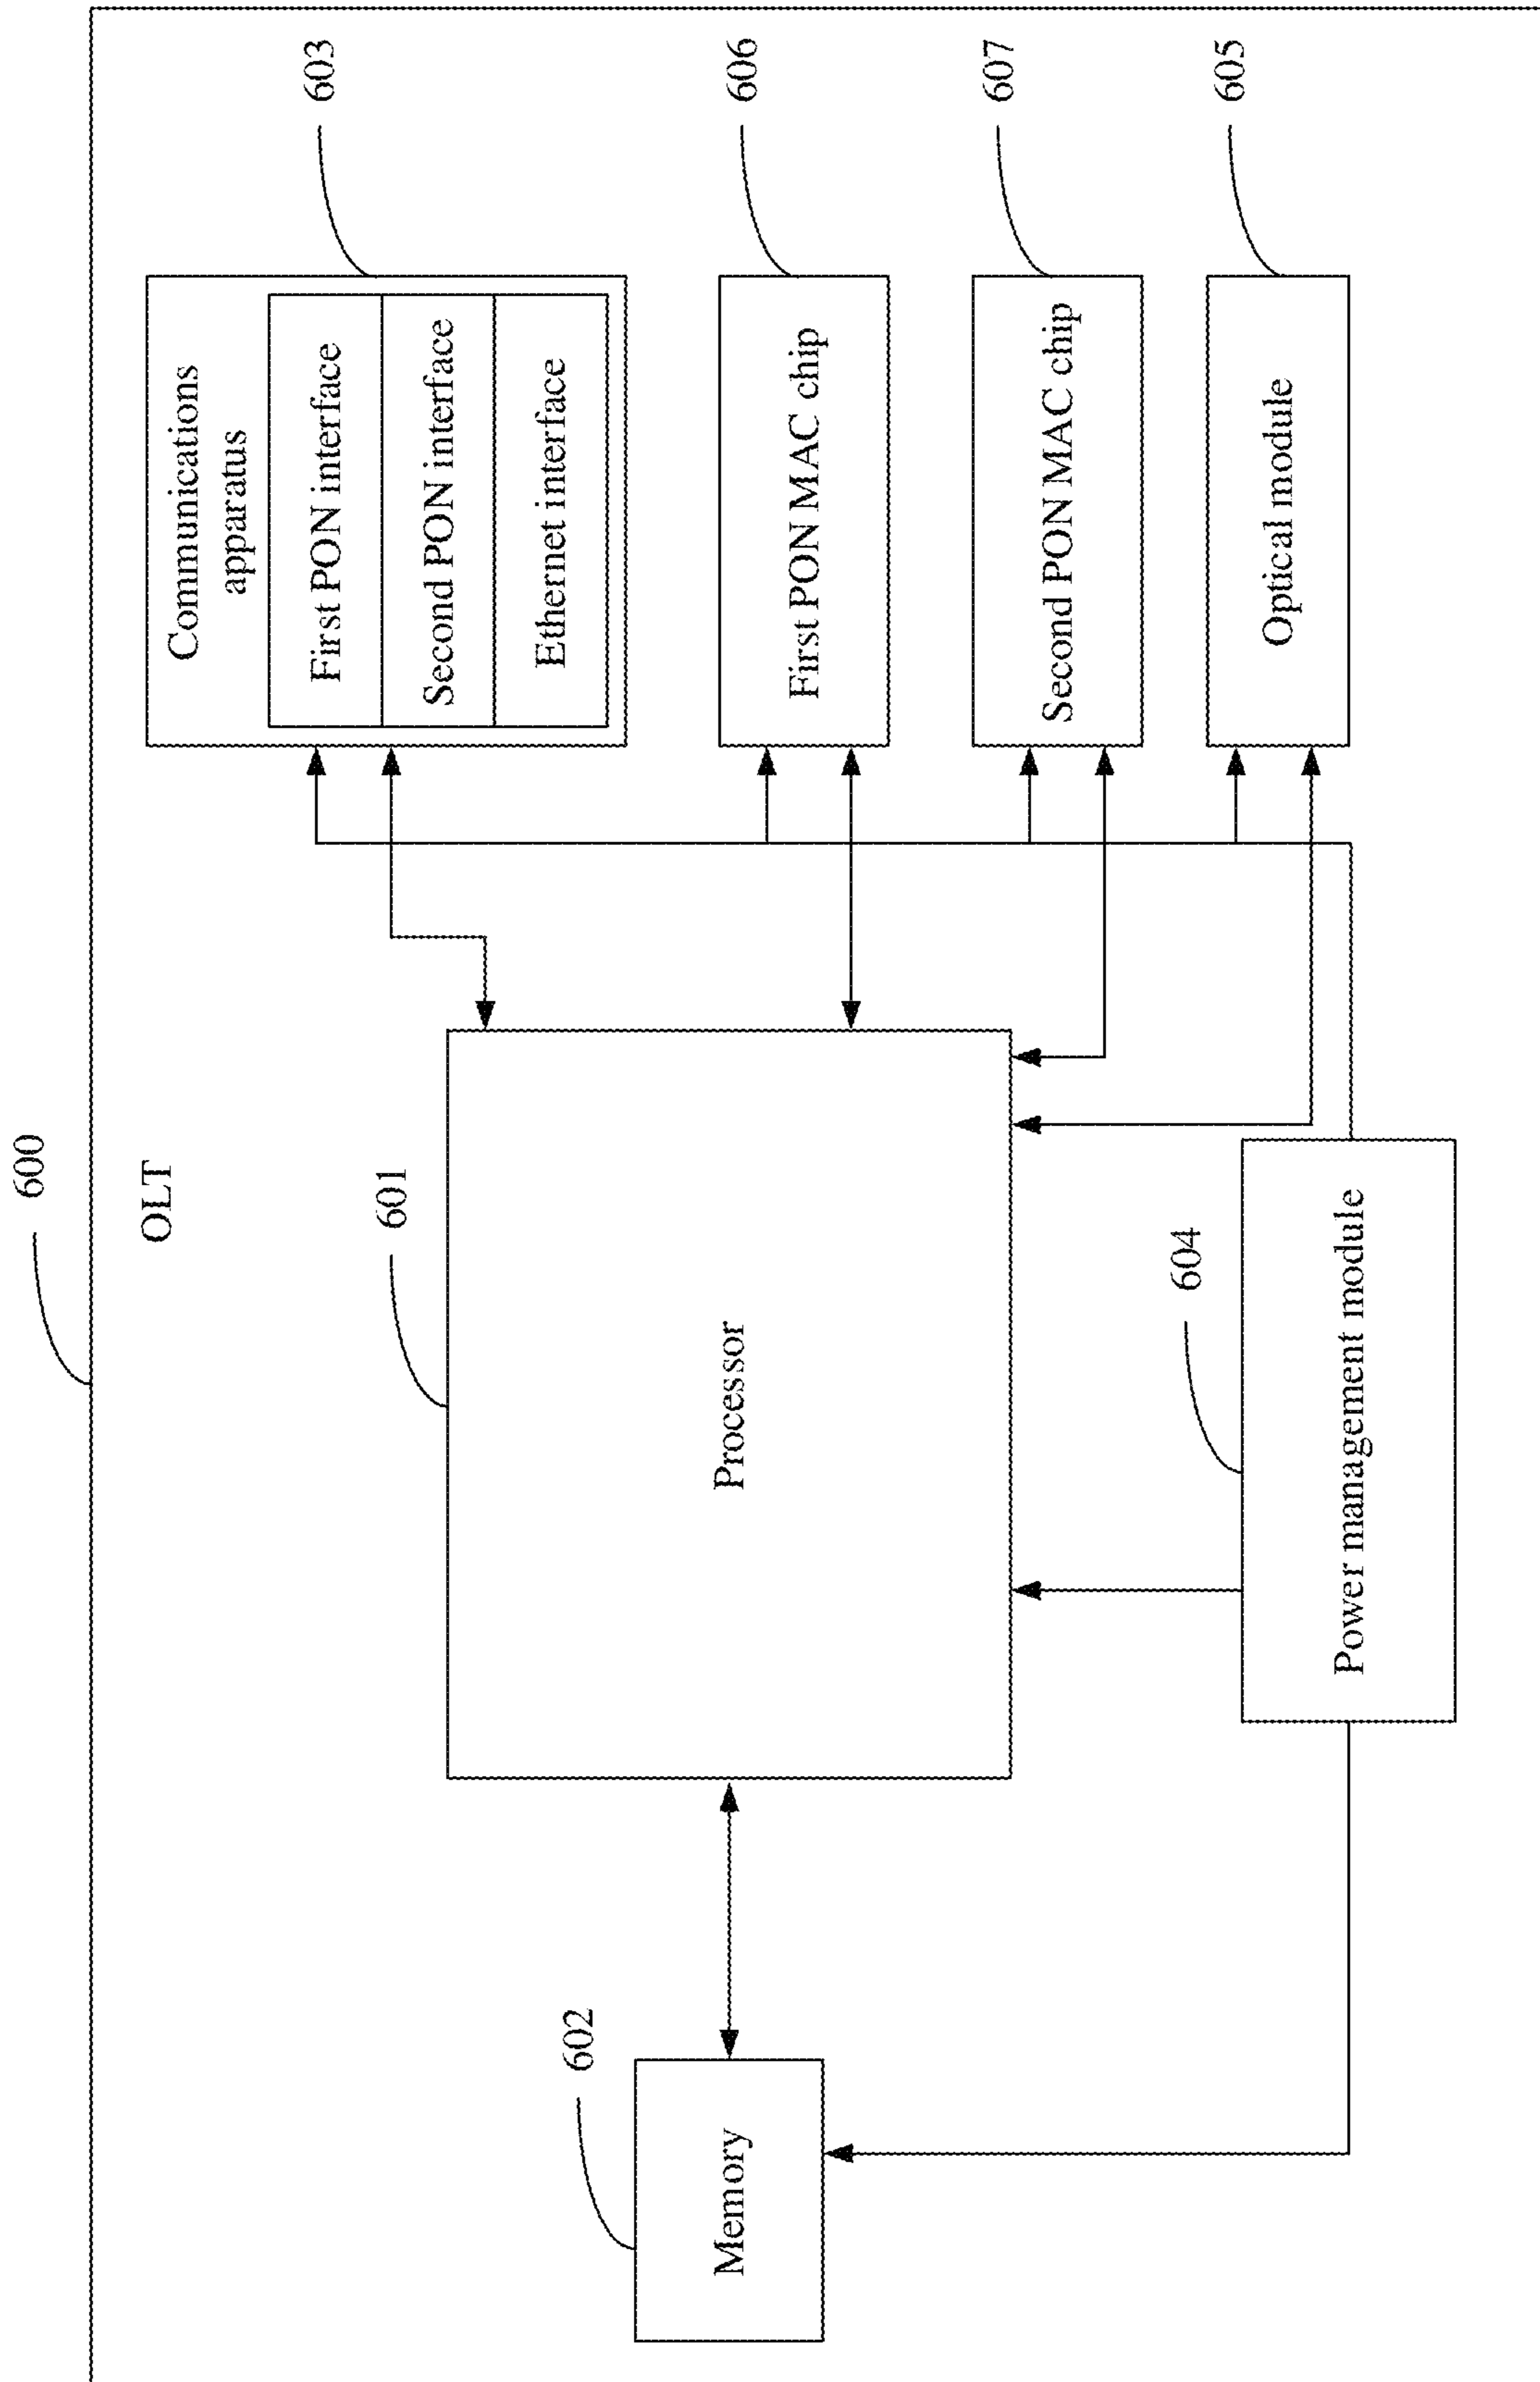 600
OLT
602
Memory
601
Processor
604
Power management module
603
Communications
apparatus
First PON interface
Second PON interface
Ethernet interface
606
First PON MAC chip
607
Second PON MAC chip
605
Optical module